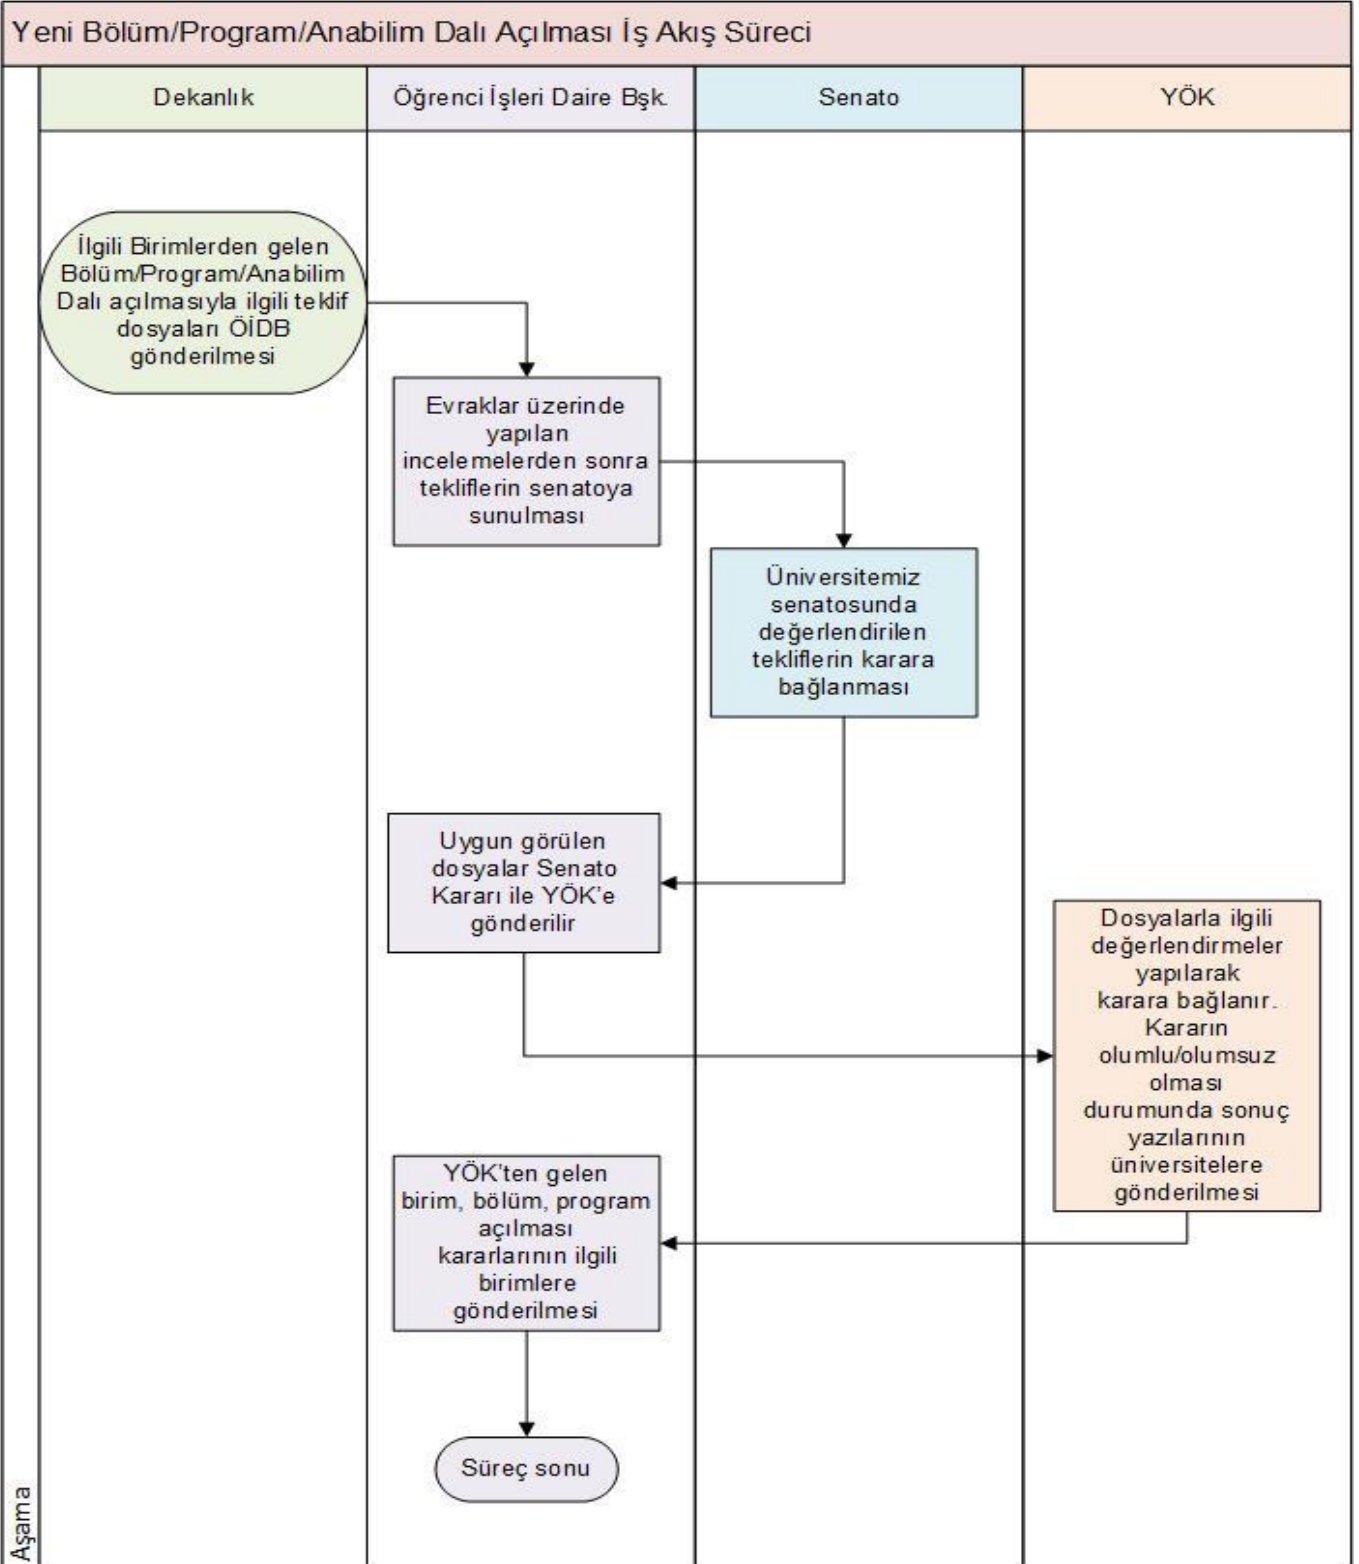 Yeni Bölüm/Program/Anabilim Dalı Açılması İş Akış Süreci
Dekanlık
Öğrenci İşleri Daire Bşk.
Senato
YÖK
İlgili Birimlerden gelen
Bölüm/Program/Anabilim
Dalı açılmasıyla ilgili teklif
dosyaları ÖİDB
gönderilmesi
Evraklar üzerinde
yapılan
incelemelerden sonra
tekliflerin senatoya
sunulması
Üniversitemiz
senatosunda
değerlendirilen
tekliflerin karara
bağlanması
Uygun görülen
dosyalar Senato
Kararı ile YÖK’e
gönderilir
Dosyalarla ilgili
değerlendirmeler
yapılarak
karara bağlanır.
Kararın
olumlu/olumsuz
olması
durumunda sonuç
yazılarının
üniversitelere
gönderilmesi
YÖK’ten gelen
birim, bölüm, program
açılması
kararlarının ilgili
birimlere
gönderilmesi
Süreç sonu
Aşama